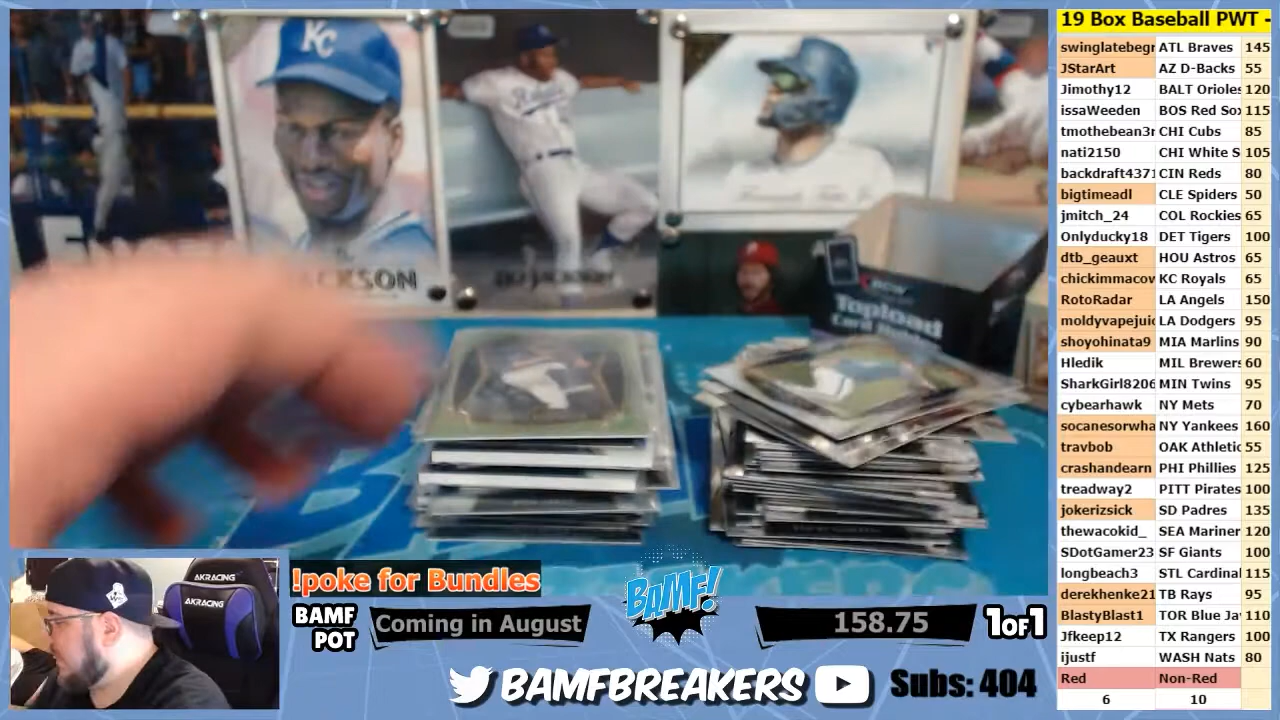 19 Box Baseball PWT -
swinglatebegr ATL Braves 145
JStarArt AZ D-Backs 55
Jimothy12 BALT Orioles 120
issaWeeden BOS Red Sox 115
tmothebean3r CHI Cubs 85
nati2150 CHI White S 105
backdraft4371 CIN Reds 80
bigtimeadl CLE Spiders 50
jmitch_24 COL Rockies 65
Onlyducky18 DET Tigers 100
dtb_geauxt HOU Astros 65
chickimmacov KC Royals 65
RotoRadar LA Angels 150
moldyvapejuic LA Dodgers 95
shoyohinata9 MIA Marlins 90
Hledik MIL Brewers 60
SharkGirl8206 MIN Twins 95
cybearhawk NY Mets 70
socanesorwha NY Yankees 160
travbob OAK Athletic 55
crashandearn PHI Phillies 125
treadway2 PITT Pirates 100
jokerizsick SD Padres 135
thewacokid_ SEA Mariner 120
SDotGamer23 SF Giants 100
longbeach3 STL Cardinal 115
derekhenke21 TB Rays 95
BlastyBlast1 TOR Blue Ja 110
Jfkeep12 TX Rangers 100
ijustf WASH Nats 80
Red Non-Red
6 10
KC
JACKSON
Topload
Card Holder
AKRACING
AKRACING
!poke for Bundles
BAMF POT
Coming in August
BAMF!
158.75
1OF1
BAMFBREAKERS
Subs: 404